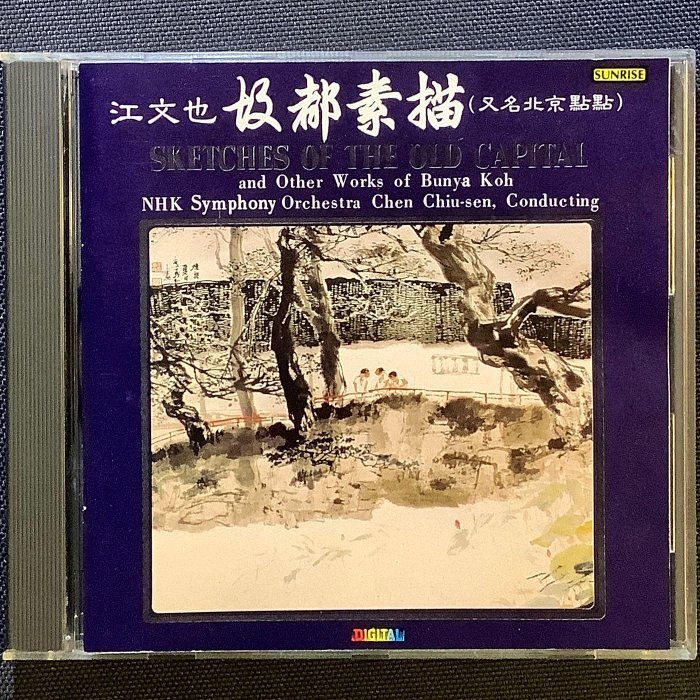 SUNRISE
江文也 故都素描 (又名北京點點)
SKETCHES OF THE OLD CAPITAL
and Other Works of Bunya Koh
NHK Symphony Orchestra Chen Chiu-sen, Conducting
DIGITAL